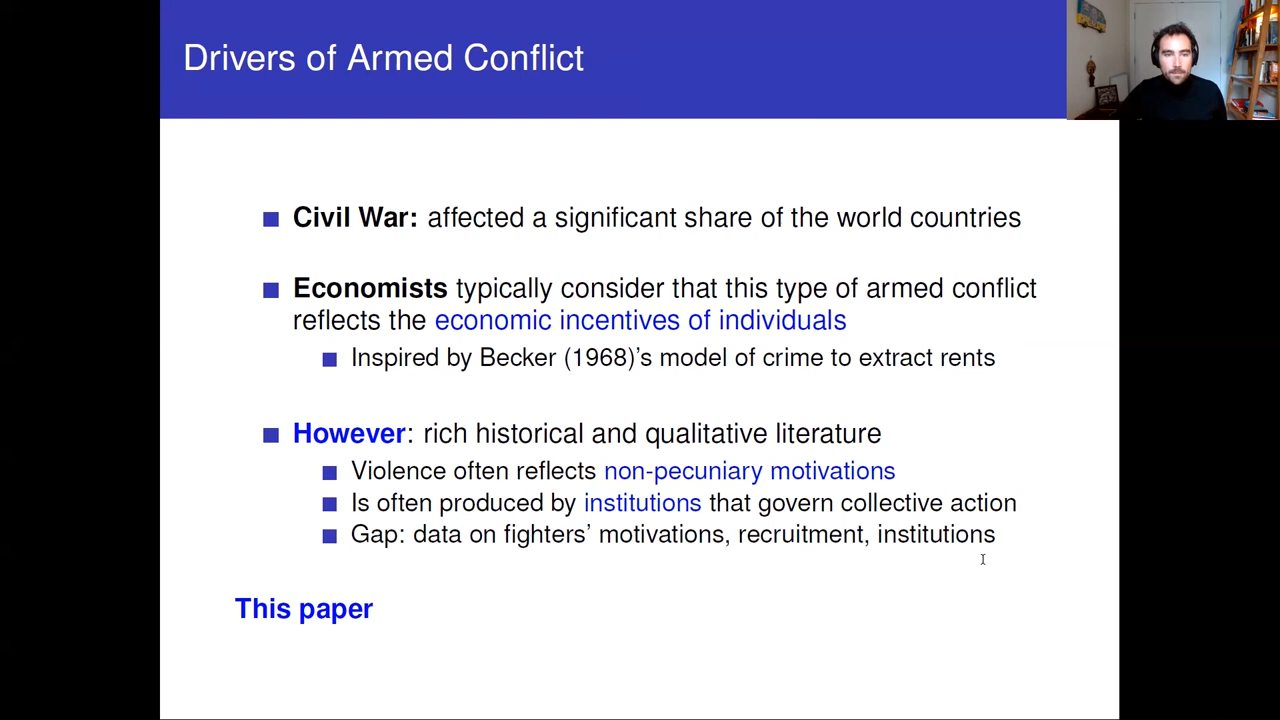 Drivers of Armed Conflict
Civil War: affected a significant share of the world countries
Economists typically consider that this type of armed conflict
reflects the economic incentives of individuals
Inspired by Becker (1968)'s model of crime to extract rents
However: rich historical and qualitative literature
Violence often reflects non-pecuniary motivations
Is often produced by institutions that govern collective action
Gap: data on fighters' motivations, recruitment, institutions
This paper